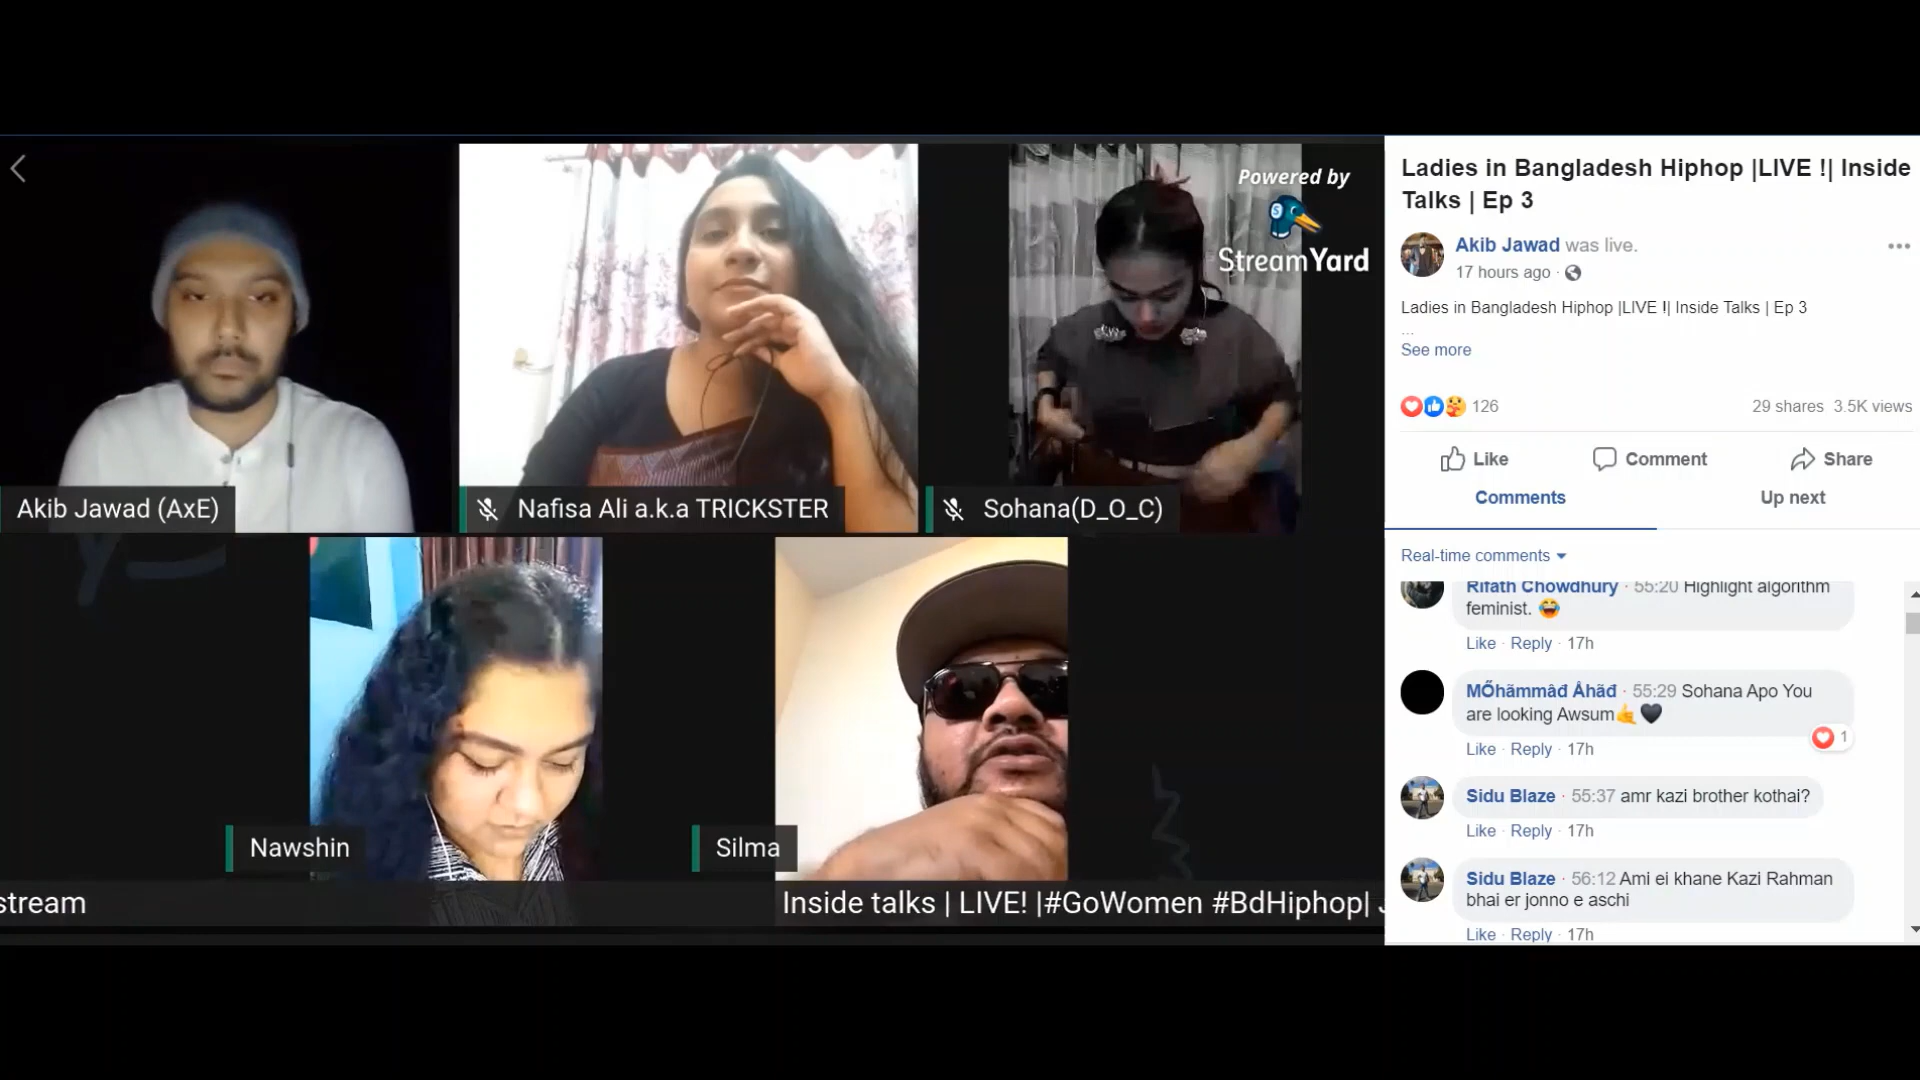 Powered by
StreamYard
Akib Jawad (AxE)
Nafisa Ali a.k.a TRICKSTER
Sohana(D_O_C)
Nawshin
Silma
stream
Inside talks | LIVE! |#GoWomen #BdHiphop|
Ladies in Bangladesh Hiphop |LIVE !| Inside
Talks | Ep 3
Akib Jawad was live.
17 hours ago ·
Ladies in Bangladesh Hiphop |LIVE !| Inside Talks | Ep 3
...
See more
126
29 shares 3.5K views
Like Comment Share
Comments Up next
Real-time comments
Rifath Chowdhury · 55:20 Highlight algorithm
feminist. 😂
Like · Reply · 17h
MŐhãmmâđ Åhãđ · 55:29 Sohana Apo You
are looking Awsum🤙🖤
1
Like · Reply · 17h
Sidu Blaze · 55:37 amr kazi brother kothai?
Like · Reply · 17h
Sidu Blaze · 56:12 Ami ei khane Kazi Rahman
bhai er jonno e aschi
Like · Reply · 17h